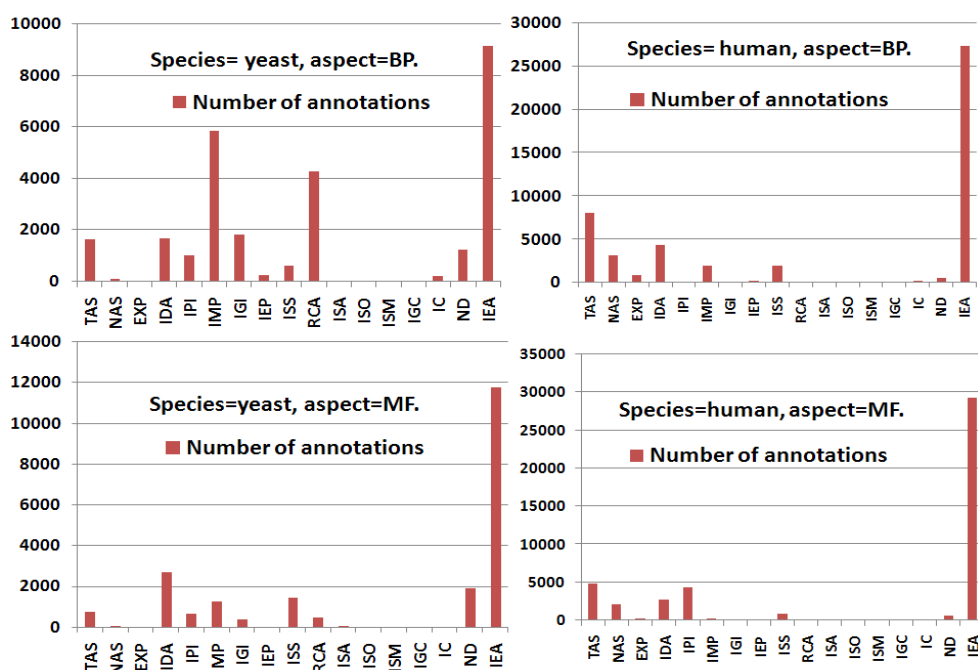 10000
8000
6000
4000
2000
0
Species= yeast, aspect=BP.
Number of annotations
TAS
NAS
EXP
IDA
IPI
IMP
IGI
IEP
ISS
RCA
ISA
ISO
ISM
IGC
IC
ND
IEA
30000
25000
20000
15000
10000
5000
0
Species= human, aspect=BP.
Number of annotations
TAS
NAS
EXP
IDA
IPI
IMP
IGI
IEP
ISS
RCA
ISA
ISO
ISM
IGC
IC
ND
IEA
14000
12000
10000
8000
6000
4000
2000
0
Species=yeast, aspect=MF.
Number of annotations
TAS
NAS
EXP
IDA
IPI
IMP
IGI
IEP
ISS
RCA
ISA
ISO
ISM
IGC
IC
ND
IEA
35000
30000
25000
20000
15000
10000
5000
0
Species=human, aspect=MF.
Number of annotations
TAS
NAS
EXP
IDA
IPI
IMP
IGI
IEP
ISS
RCA
ISA
ISO
ISM
IGC
IC
ND
IEA